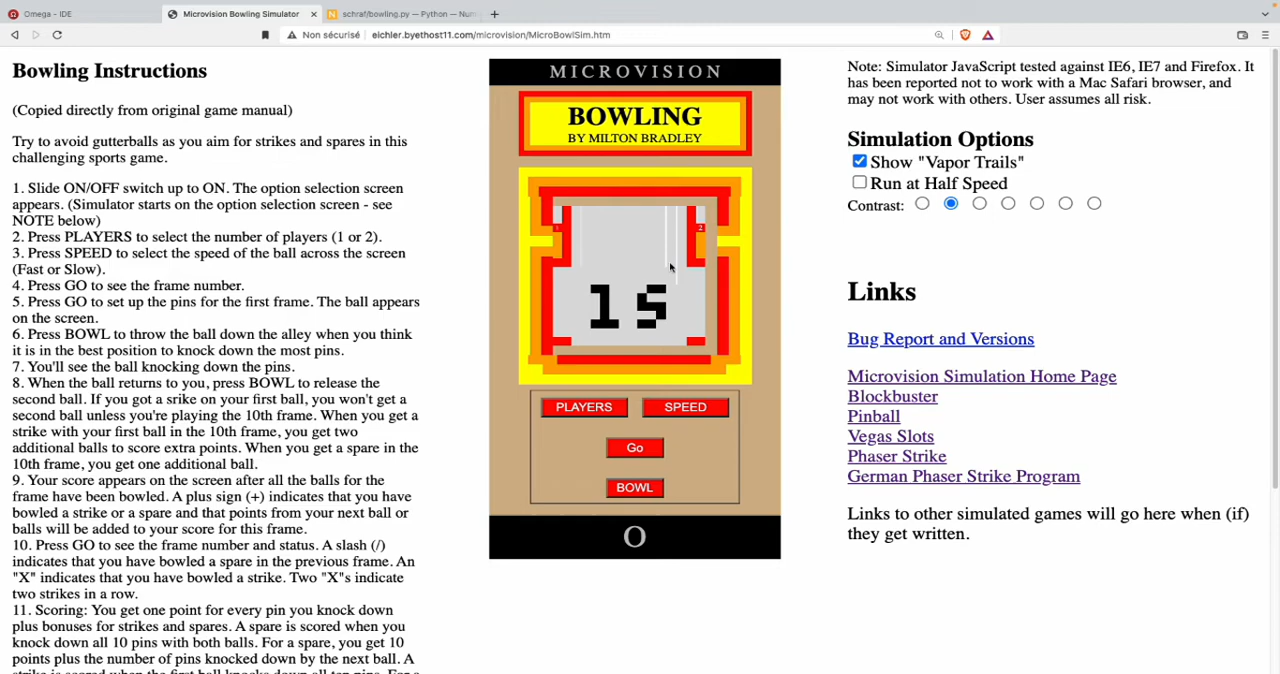 Omega - IDE
Microvision Bowling Simulator
schraf/bowling.py — Python — Num
Non sécurisé
eichler.byethost11.com/microvision/MicroBowlSim.htm
Bowling Instructions
(Copied directly from original game manual)
Try to avoid gutterballs as you aim for strikes and spares in this
challenging sports game.
1. Slide ON/OFF switch up to ON. The option selection screen
appears. (Simulator starts on the option selection screen - see
NOTE below)
2. Press PLAYERS to select the number of players (1 or 2).
3. Press SPEED to select the speed of the ball across the screen
(Fast or Slow).
4. Press GO to see the frame number.
5. Press GO to set up the pins for the first frame. The ball appears
on the screen.
6. Press BOWL to throw the ball down the alley when you think
it is in the best position to knock down the most pins.
7. You'll see the ball knocking down the pins.
8. When the ball returns to you, press BOWL to release the
second ball. If you got a srike on your first ball, you won't get a
second ball unless you're playing the 10th frame. When you get a
strike with your first ball in the 10th frame, you get two
additional balls to score extra points. When you get a spare in the
10th frame, you get one additional ball.
9. Your score appears on the screen after all the balls for the
frame have been bowled. A plus sign (+) indicates that you have
bowled a strike or a spare and that points from your next ball or
balls will be added to your score for this frame.
10. Press GO to see the frame number and status. A slash (/)
indicates that you have bowled a spare in the previous frame. An
"X" indicates that you have bowled a strike. Two "X"s indicate
two strikes in a row.
11. Scoring: You get one point for every pin you knock down
plus bonuses for strikes and spares. A spare is scored when you
knock down all 10 pins with both balls. For a spare, you get 10
points plus the number of pins knocked down by the next ball. A
strike is scored when the first ball knocks down all ten pins. For a
MICROVISION
BOWLING
BY MILTON BRADLEY
1 2
1S
PLAYERS SPEED
Go
BOWL
Note: Simulator JavaScript tested against IE6, IE7 and Firefox. It
has been reported not to work with a Mac Safari browser, and
may not work with others. User assumes all risk.
Simulation Options
Show "Vapor Trails"
Run at Half Speed
Contrast:
Links
Bug Report and Versions
Microvision Simulation Home Page
Blockbuster
Pinball
Vegas Slots
Phaser Strike
German Phaser Strike Program
Links to other simulated games will go here when (if)
they get written.